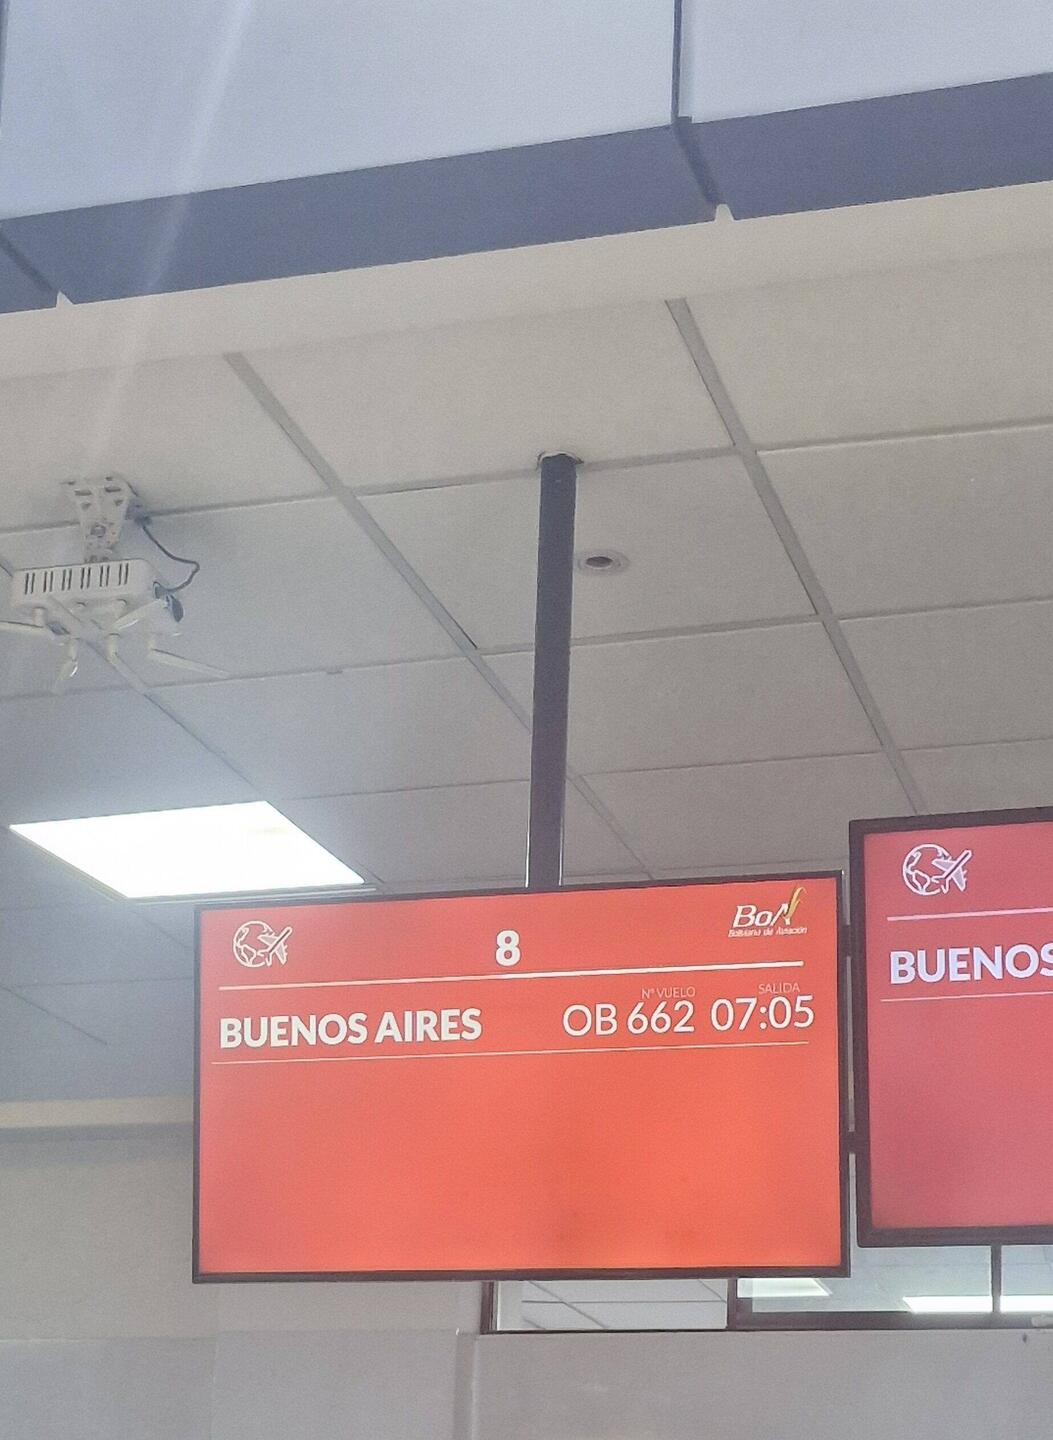 8
BoA
Boliviana de Aviación
Nº VUELO
SALIDA
BUENOS AIRES
OB 662
07:05
BUENOS